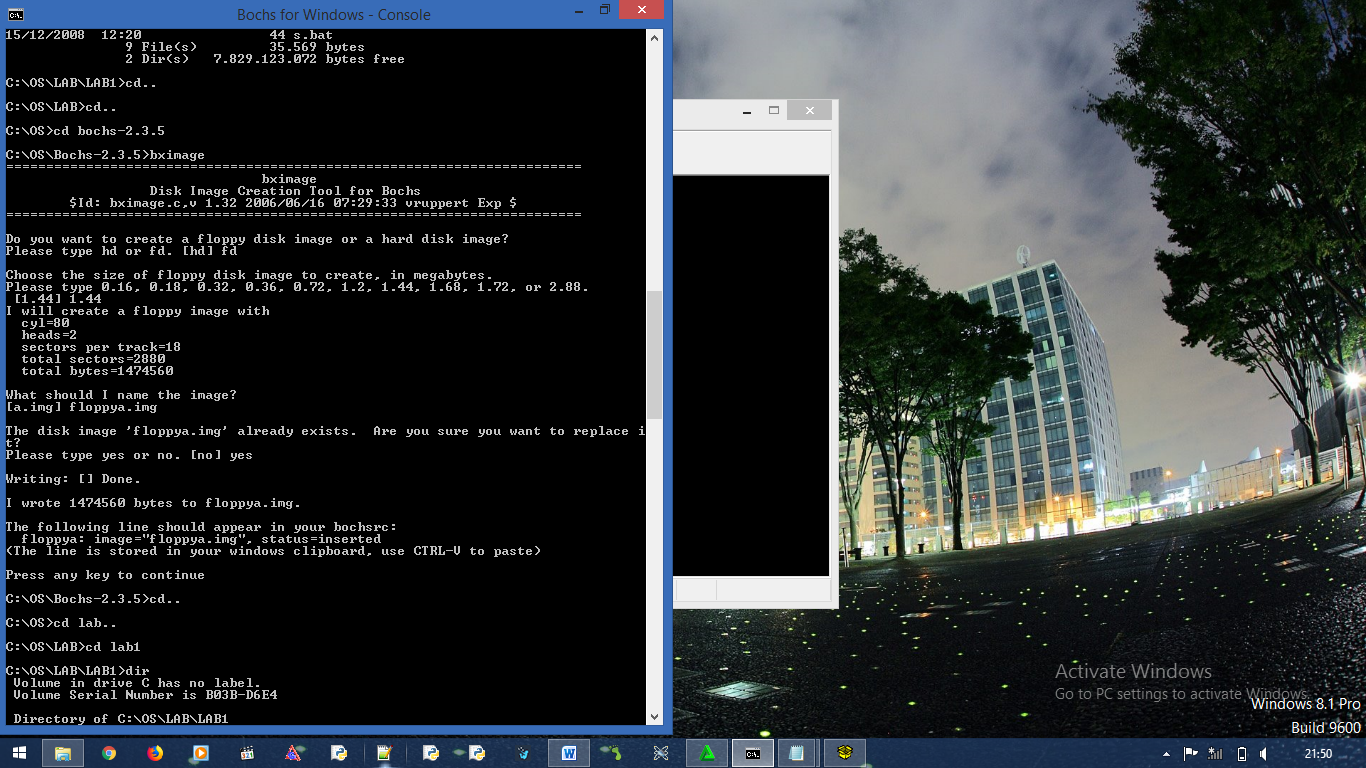 Bochs for Windows - Console
15/12/2008  12:20                44 s.bat
               9 File(s)         35.569 bytes
               2 Dir(s)   7.829.123.072 bytes free
C:\OS\LAB\LAB1>cd..
C:\OS\LAB>cd..
C:\OS>cd bochs-2.3.5
C:\OS\Bochs-2.3.5>bximage
========================================================================
bximage
Disk Image Creation Tool for Bochs
$Id: bximage.c,v 1.32 2006/06/16 07:29:33 vruppert Exp $
========================================================================
Do you want to create a floppy disk image or a hard disk image?
Please type hd or fd. [hd] fd
Choose the size of floppy disk image to create, in megabytes.
Please type 0.16, 0.18, 0.32, 0.36, 0.72, 1.2, 1.44, 1.68, 1.72, or 2.88.
 [1.44] 1.44
I will create a floppy image with
  cyl=80
  heads=2
  sectors per track=18
  total sectors=2880
  total bytes=1474560
What should I name the image?
[a.img] floppya.img
The disk image 'floppya.img' already exists.  Are you sure you want to replace i
t?
Please type yes or no. [no] yes
Writing: [] Done.
I wrote 1474560 bytes to floppya.img.
The following line should appear in your bochsrc:
  floppya: image="floppya.img", status=inserted
(The line is stored in your windows clipboard, use CTRL-V to paste)
Press any key to continue
C:\OS\Bochs-2.3.5>cd..
C:\OS>cd lab..
C:\OS\LAB>cd lab1
C:\OS\LAB\LAB1>dir
 Volume in drive C has no label.
 Volume Serial Number is B03B-D6E4
 Directory of C:\OS\LAB\LAB1
Activate Windows
Go to PC settings to activate Windows.
Windows 8.1 Pro
Build 9600
21:50